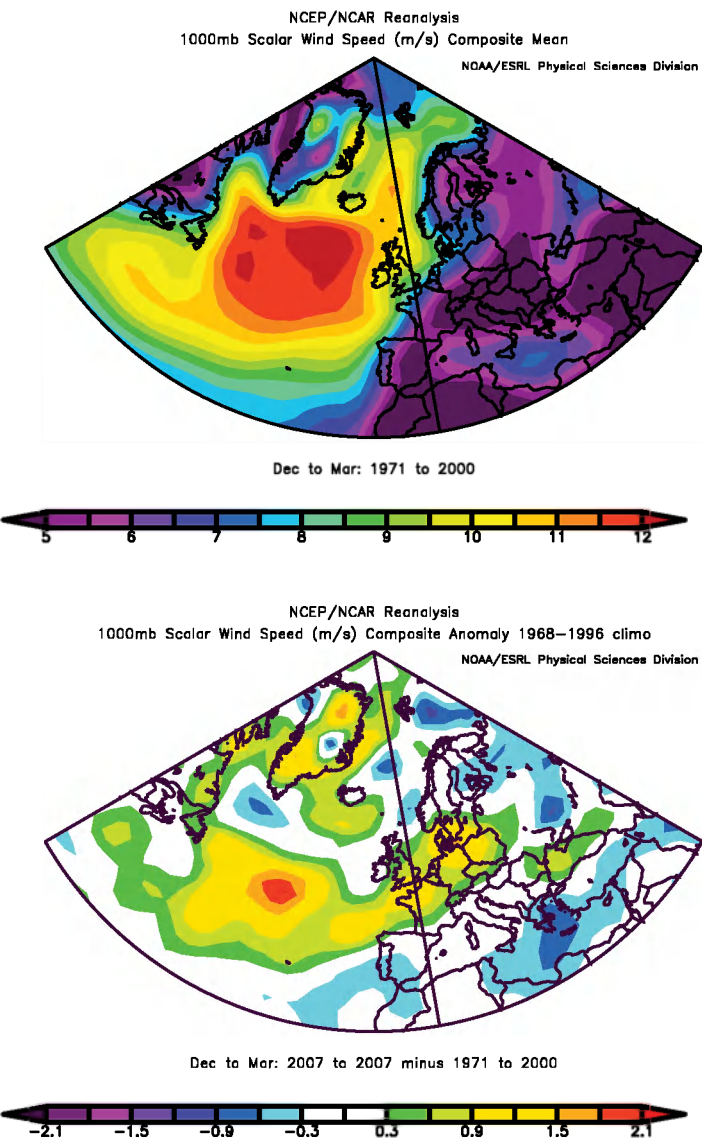 NCEP/NCAR Reanalysis
1000mb Scalar Wind Speed (m/s) Composite Mean
NOAA/ESRL Physical Sciences Division
Dec to Mar: 1971 to 2000
5 6 7 8 9 10 11 12
NCEP/NCAR Reanalysis
1000mb Scalar Wind Speed (m/s) Composite Anomaly 1968-1996 climo
NOAA/ESRL Physical Sciences Division
Dec to Mar: 2007 to 2007 minus 1971 to 2000
-2.1 -1.5 -0.9 -0.3 0.3 0.9 1.5 2.1